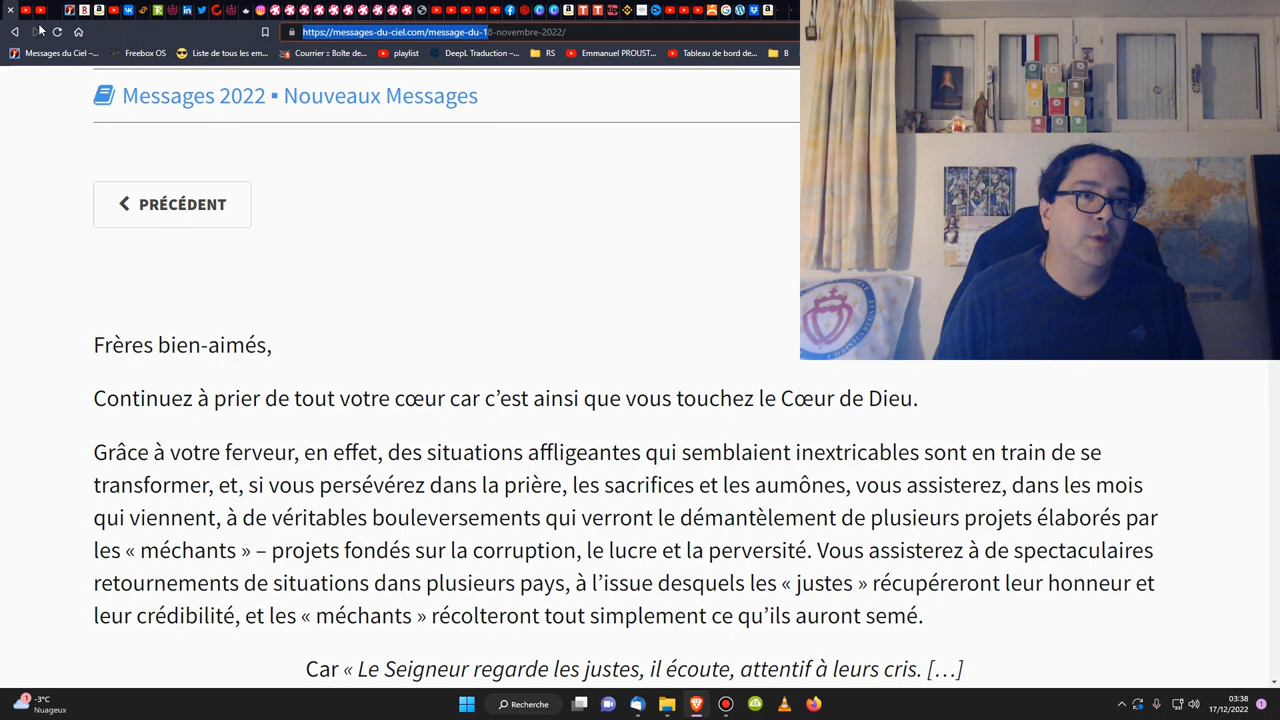 https://messages-du-ciel.com/message-du-18-novembre-2022/
Messages du Ciel –...
Freebox OS
Liste de tous les em...
Courrier :: Boîte de...
playlist
DeepL Traduction –...
RS
Emmanuel PROUST...
Tableau de bord de...
B
Messages 2022 ▪ Nouveaux Messages
PRÉCÉDENT
Frères bien-aimés,
Continuez à prier de tout votre cœur car c’est ainsi que vous touchez le Cœur de Dieu.
Grâce à votre ferveur, en effet, des situations affligeantes qui semblaient inextricables sont en train de se
transformer, et, si vous persévérez dans la prière, les sacrifices et les aumônes, vous assisterez, dans les mois
qui viennent, à de véritables bouleversements qui verront le démantèlement de plusieurs projets élaborés par
les « méchants » – projets fondés sur la corruption, le lucre et la perversité. Vous assisterez à de spectaculaires
retournements de situations dans plusieurs pays, à l’issue desquels les « justes » récupéreront leur honneur et
leur crédibilité, et les « méchants » récolteront tout simplement ce qu’ils auront semé.
Car « Le Seigneur regarde les justes, il écoute, attentif à leurs cris. […]
1
-3°C
Nuageux
Recherche
03:38
17/12/2022
1